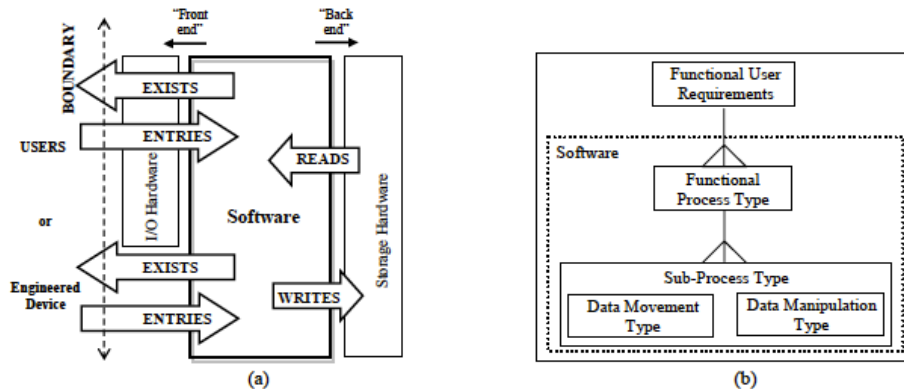 “Front
end”
“Back
end”
BOUNDARY
EXISTS
ENTRIES
USERS
READS
I/O Hardware
Software
Storage Hardware
or
EXISTS
Engineered
Device
WRITES
ENTRIES
(a)
Functional User
Requirements
Software
Functional
Process Type
Sub-Process Type
Data Movement
Type
Data Manipulation
Type
(b)